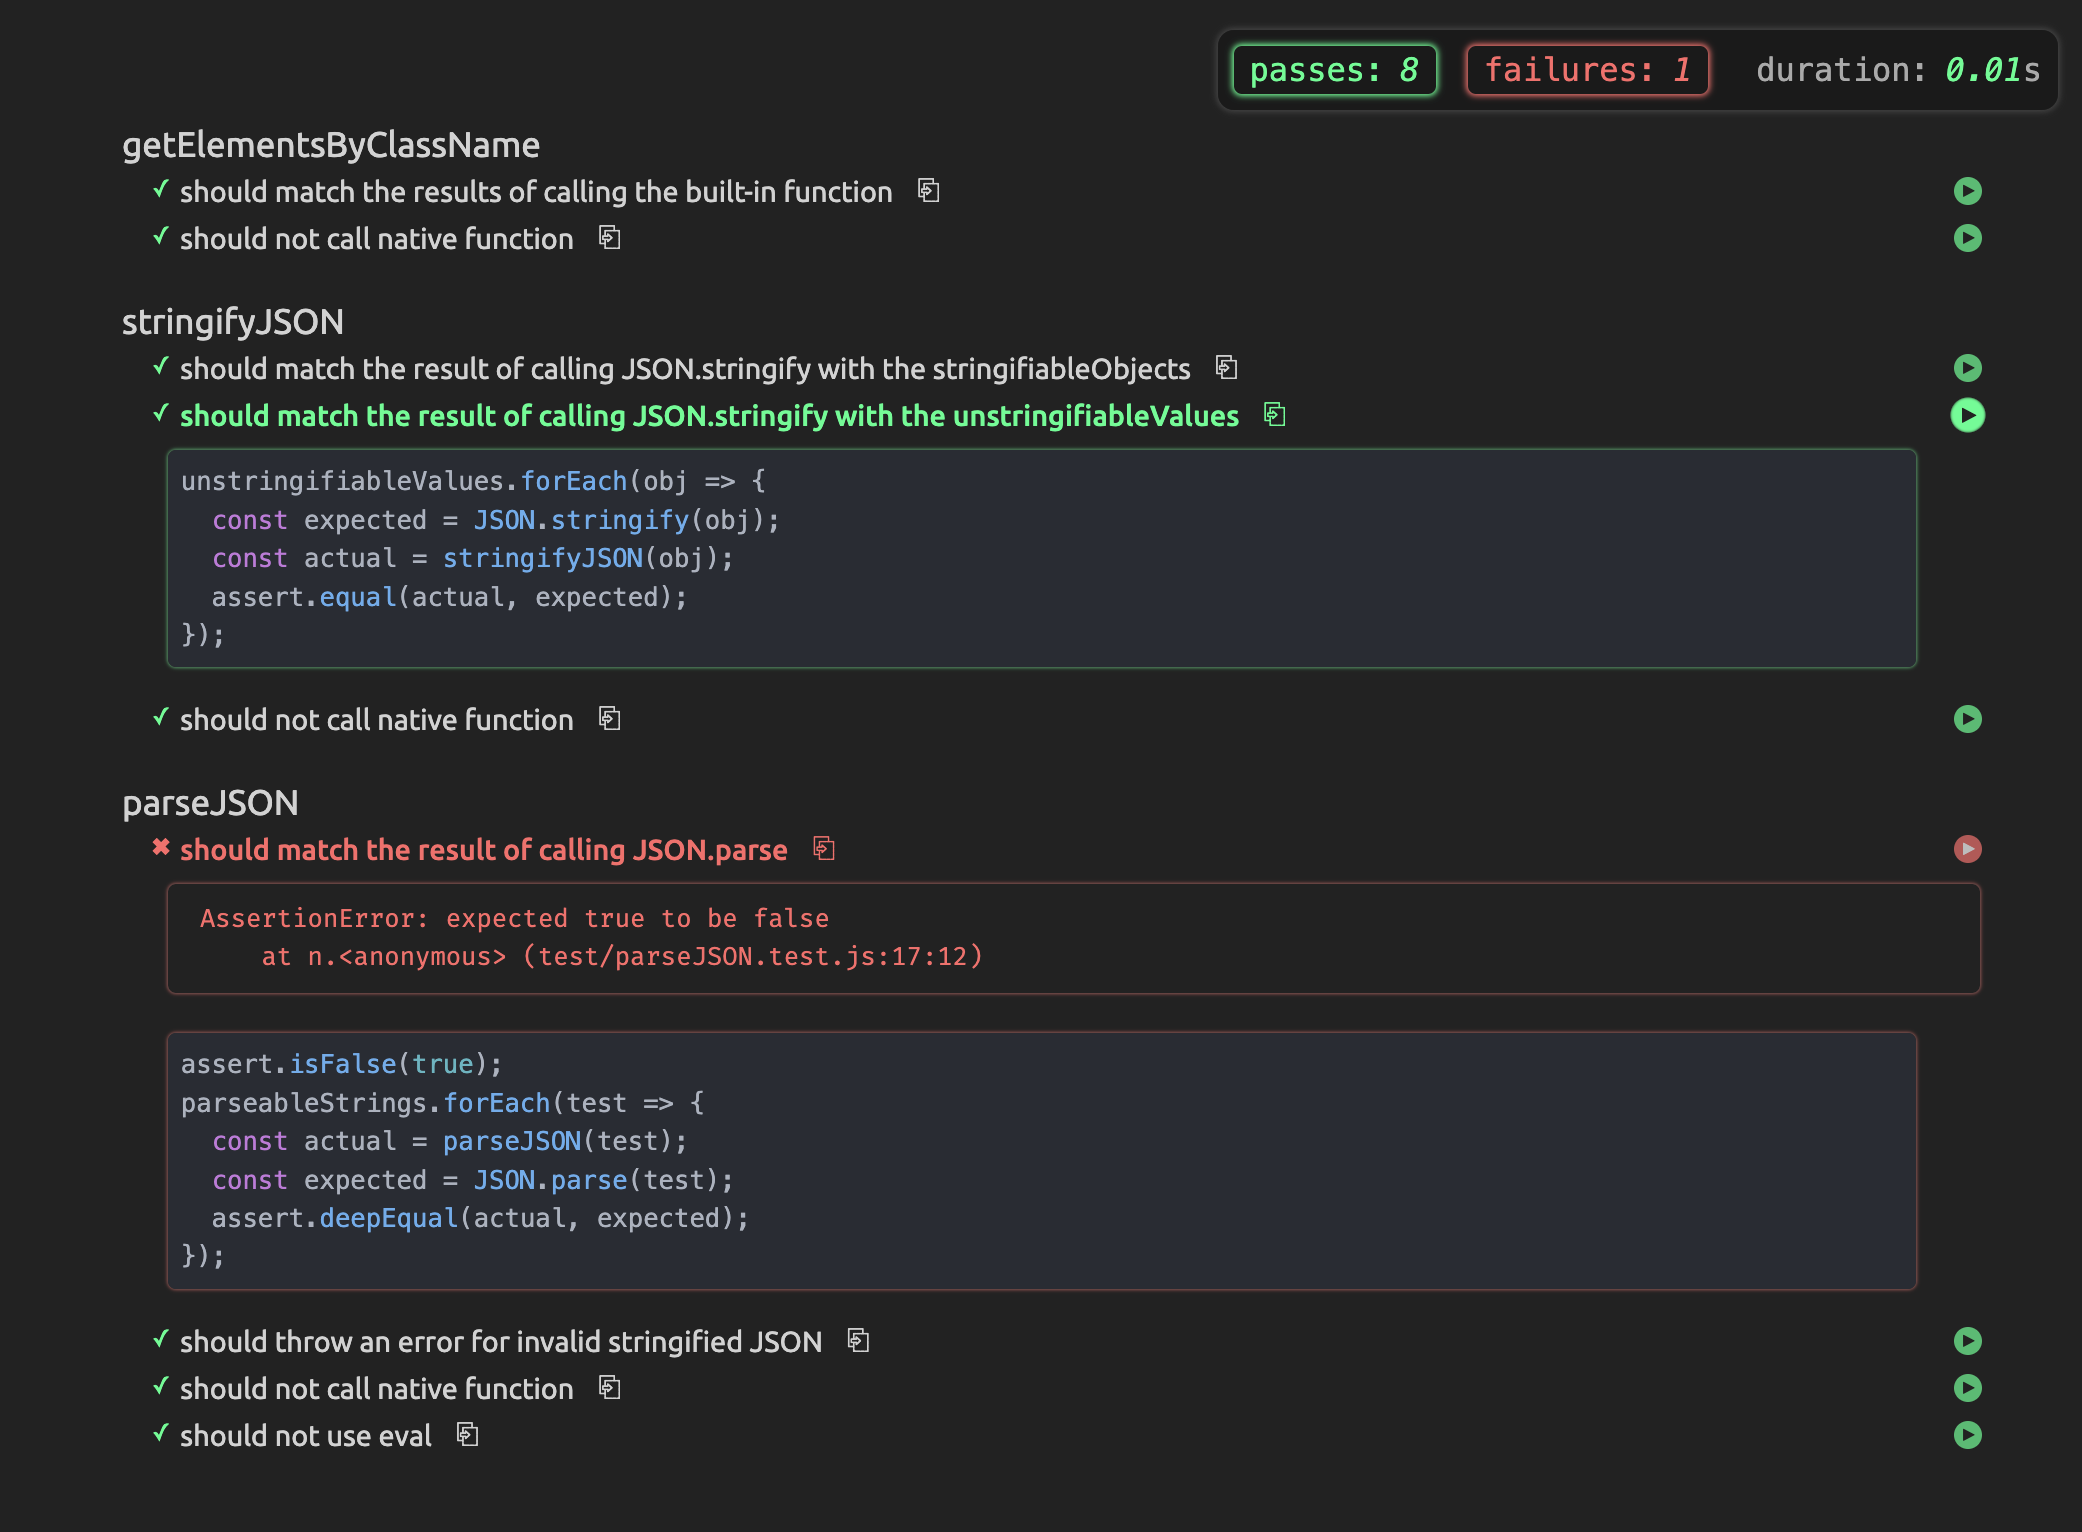 passes: 8 failures: 1 duration: 0.01s
getElementsByClassName
✓ should match the results of calling the built-in function
✓ should not call native function
stringifyJSON
✓ should match the result of calling JSON.stringify with the stringifiableObjects
✓ should match the result of calling JSON.stringify with the unstringifiableValues
unstringifiableValues.forEach(obj => {
  const expected = JSON.stringify(obj);
  const actual = stringifyJSON(obj);
  assert.equal(actual, expected);
});
✓ should not call native function
parseJSON
✖ should match the result of calling JSON.parse
AssertionError: expected true to be false
    at n.<anonymous> (test/parseJSON.test.js:17:12)
assert.isFalse(true);
parseableStrings.forEach(test => {
  const actual = parseJSON(test);
  const expected = JSON.parse(test);
  assert.deepEqual(actual, expected);
});
✓ should throw an error for invalid stringified JSON
✓ should not call native function
✓ should not use eval